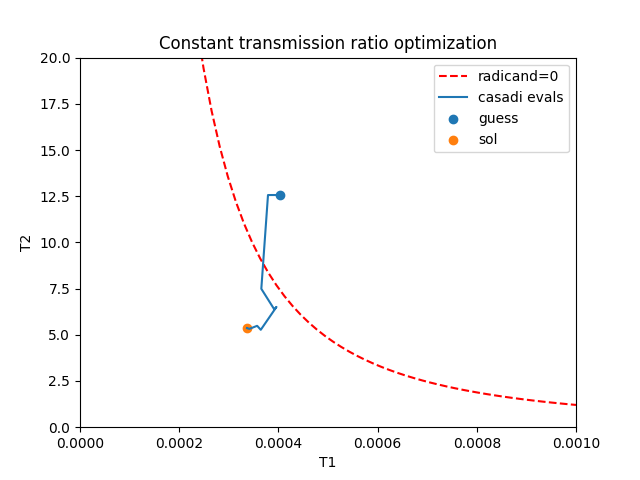 Constant transmission ratio optimization
20.0
17.5
15.0
12.5
10.0
7.5
5.0
2.5
0.0
T2
radicand=0
casadi evals
guess
sol
0.0000 0.0002 0.0004 0.0006 0.0008 0.0010
T1